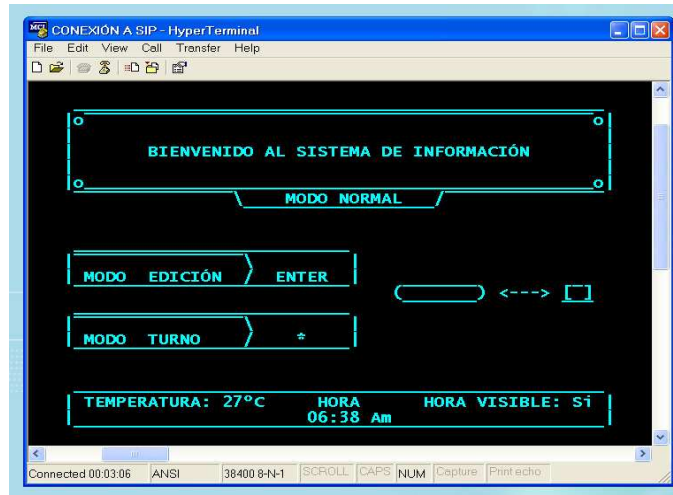 CONEXIÓN A SIP - HyperTerminal
File Edit View Call Transfer Help
BIENVENIDO AL SISTEMA DE INFORMACIÓN
MODO NORMAL
MODO EDICIÓN ENTER
<--->
MODO TURNO *
TEMPERATURA: 27ºC HORA HORA VISIBLE: Si
06:38 Am
Connected 00:03:06 ANSI 38400 8-N-1 SCROLL CAPS NUM Capture Print echo